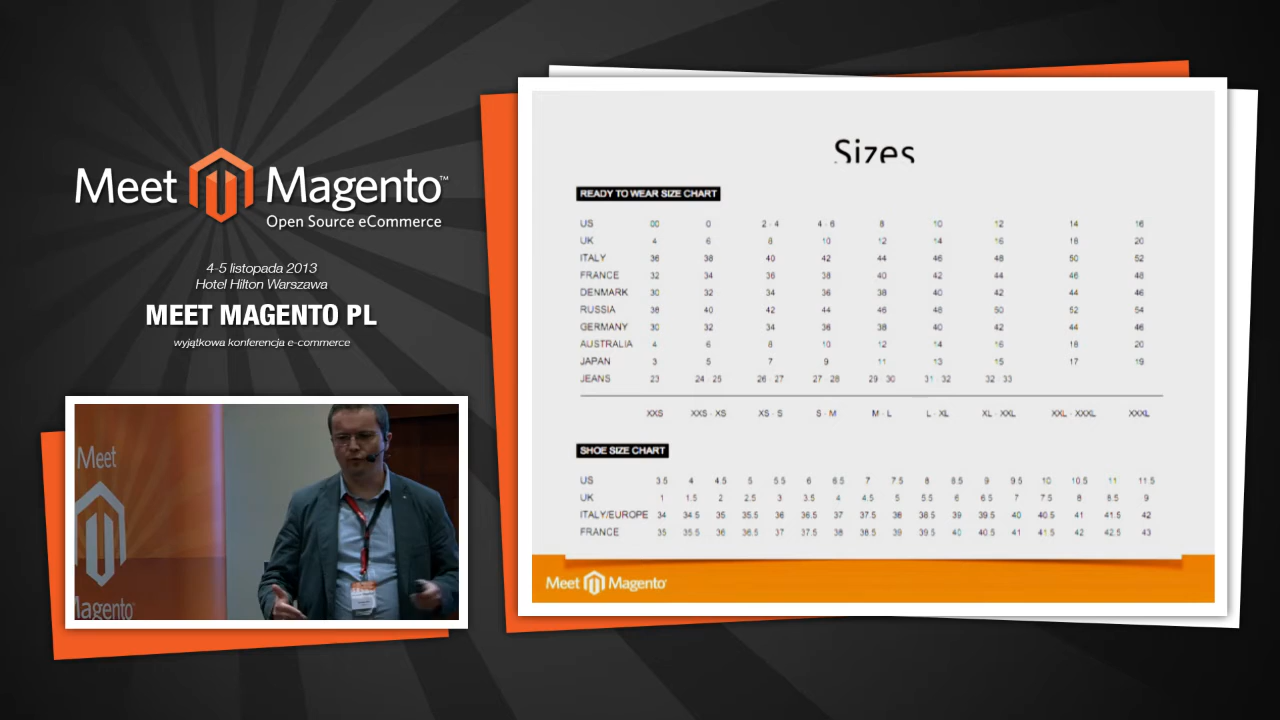 Meet Magento™
Open Source eCommerce
4-5 listopada 2013
Hotel Hilton Warszawa
MEET MAGENTO PL
wyjątkowa konferencja e-commerce
Meet
Magento
Sizes
READY TO WEAR SIZE CHART
US 00 0 2 - 4 4 - 6 8 10 12 14 16
UK 4 6 8 10 12 14 16 18 20
ITALY 36 38 40 42 44 46 48 50 52
FRANCE 32 34 36 38 40 42 44 46 48
DENMARK 30 32 34 36 38 40 42 44 46
RUSSIA 38 40 42 44 46 48 50 52 54
GERMANY 30 32 34 36 38 40 42 44 46
AUSTRALIA 4 6 8 10 12 14 16 18 20
JAPAN 3 5 7 9 11 13 15 17 19
JEANS 23 24 - 25 26 - 27 27 - 28 29 30 31 - 32 32 33
XXS XXS - XS XS - S S - M M - L L - XL XL - XXL XXL - XXXL XXXL
SHOE SIZE CHART
US 3.5 4 4.5 5 5.5 6 6.5 7 7.5 8 8.5 9 9.5 10 10.5 11 11.5
UK 1 1.5 2 2.5 3 3.5 4 4.5 5 5.5 6 6.5 7 7.5 8 8.5 9
ITALY/EUROPE 34 34.5 35 35.5 36 36.5 37 37.5 38 38.5 39 39.5 40 40.5 41 41.5 42
FRANCE 35 35.5 36 36.5 37 37.5 38 38.5 39 39.5 40 40.5 41 41.5 42 42.5 43
Meet Magento